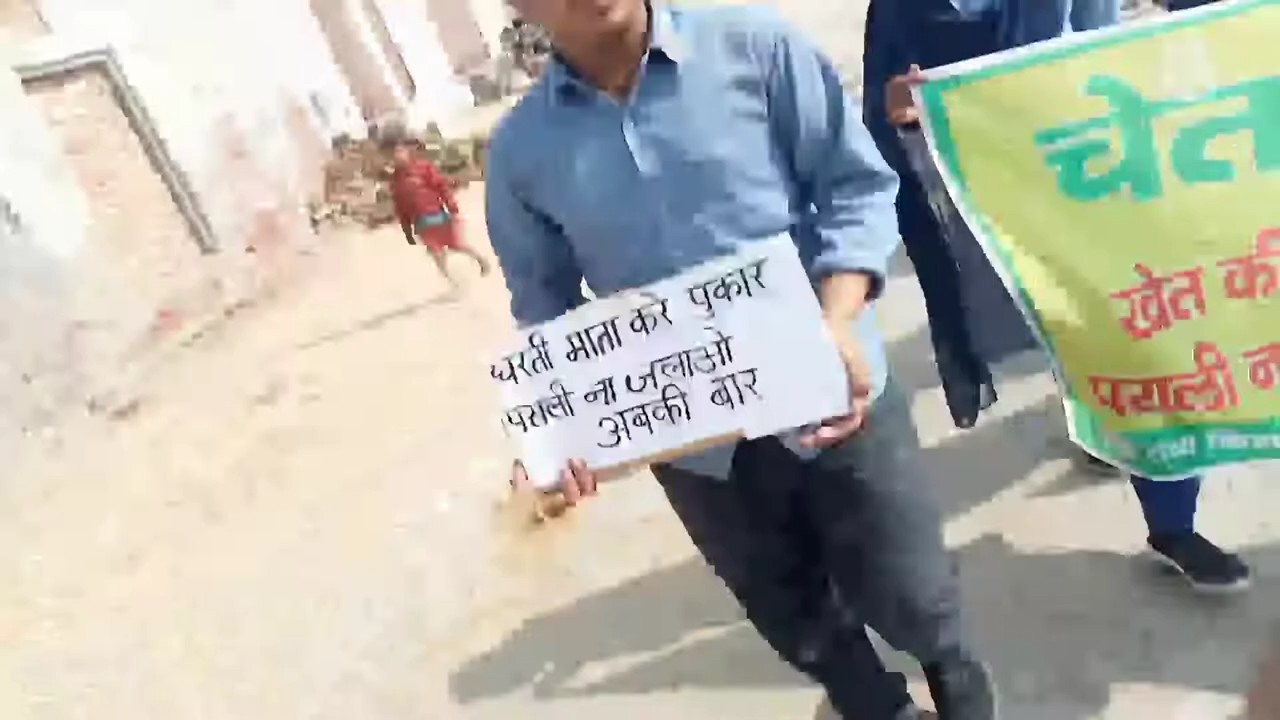 धरती माता करे पुकार
पराली ना जलाओ
अबकी बार
चेत
खेत की
पराली न